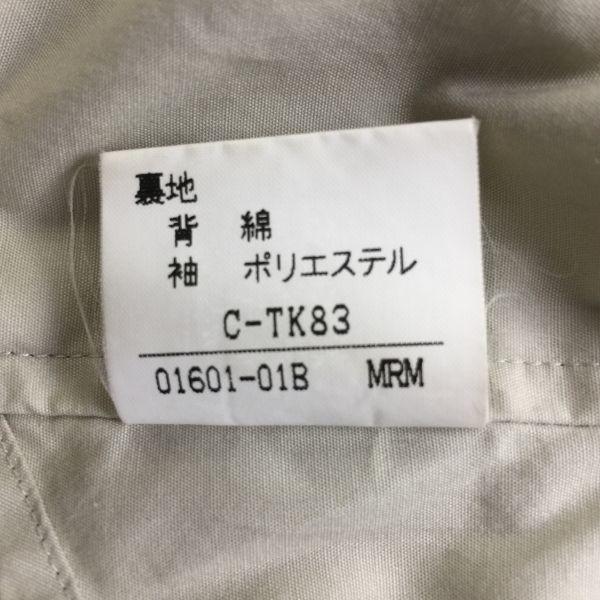 裏地
背 綿
袖 ポリエステル
C-TK83
01601-01B MRM